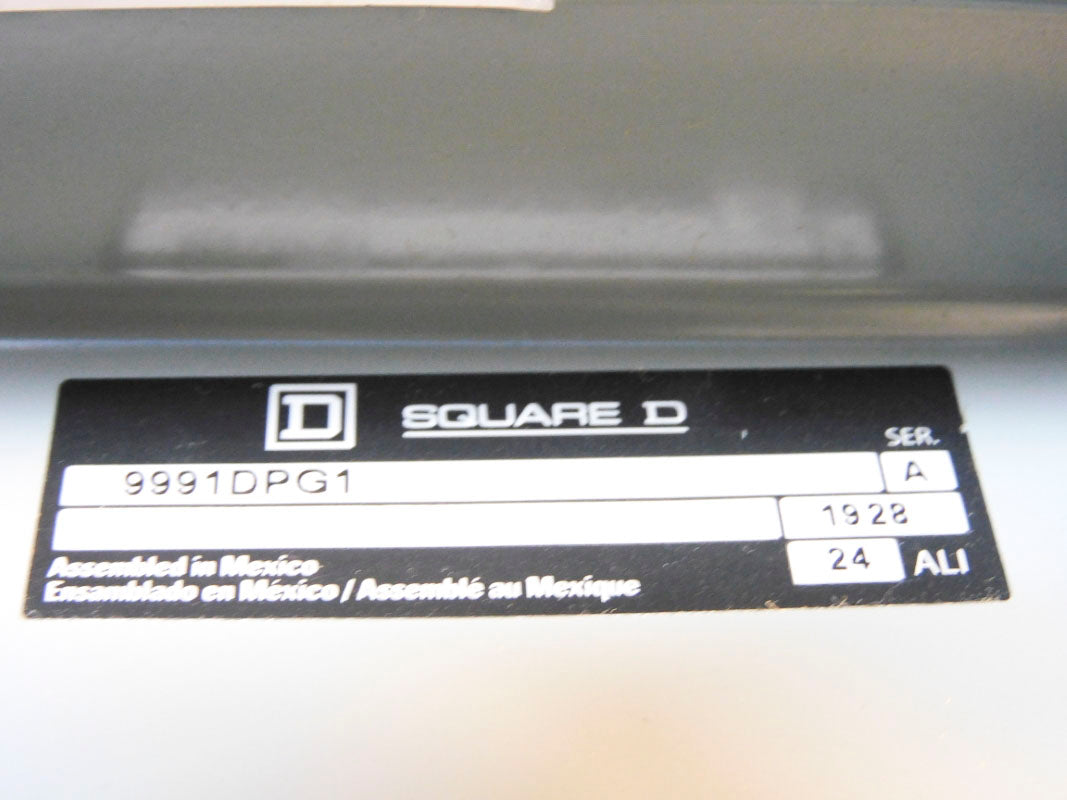 D SQUARE D
SER.
9991DPG1 A
1928
24 ALI
Assembled in Mexico
Ensamblado en México / Assemblé au Mexique